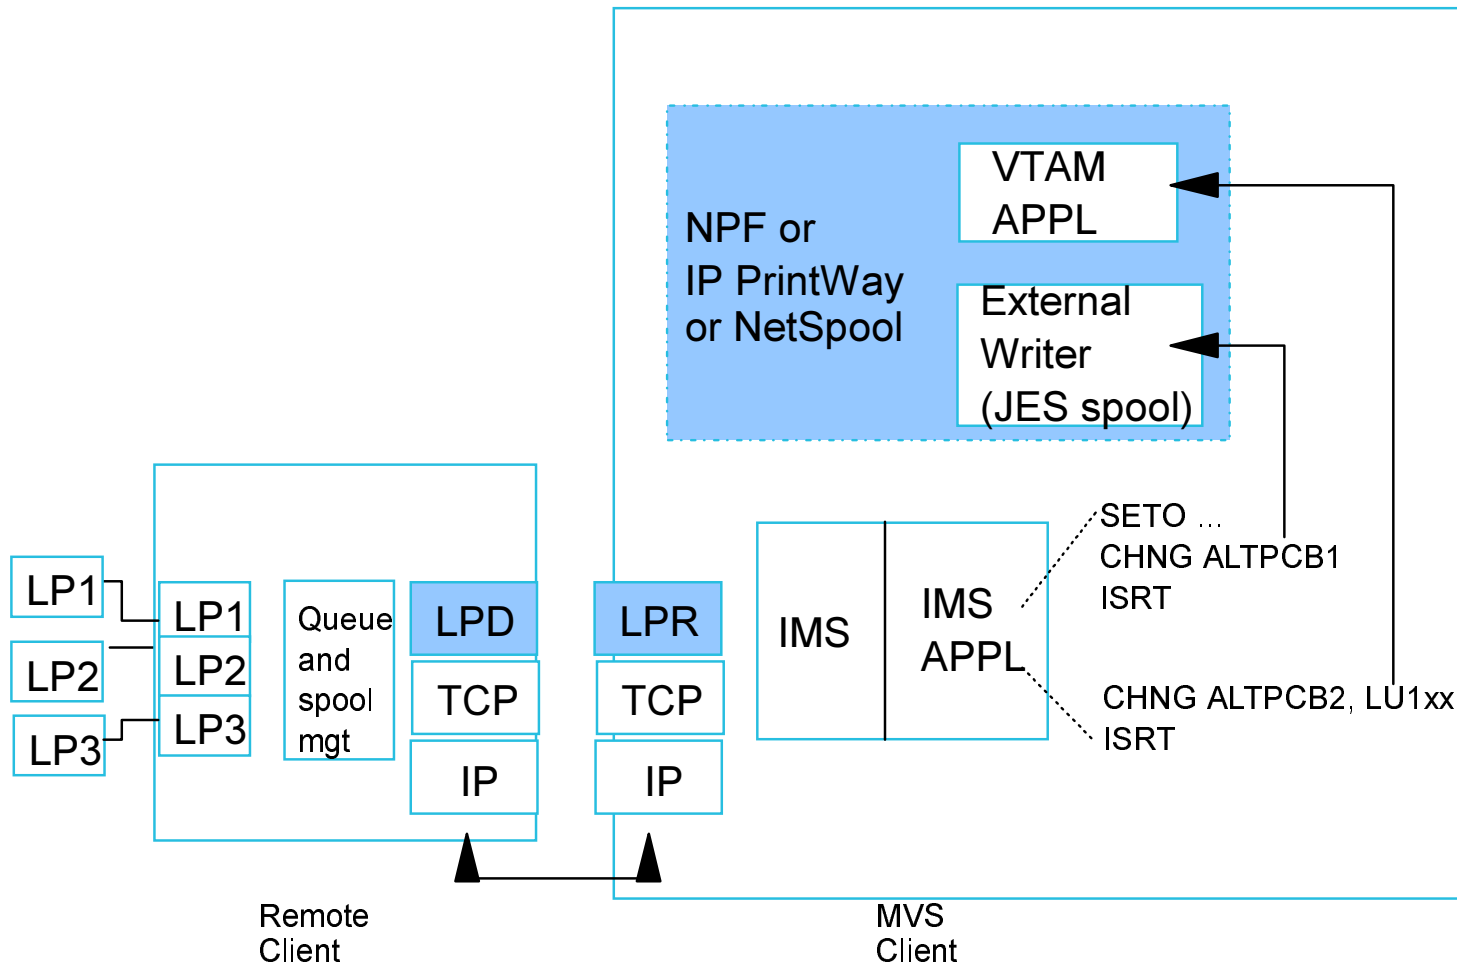 VTAM
APPL
NPF or
IP PrintWay
or NetSpool
External
Writer
(JES spool)
SETO ...
CHNG ALTPCB1
ISRT
IMS
IMS
APPL
CHNG ALTPCB2, LU1xx
ISRT
LP1
LP2
LP3
LP1
LP2
LP3
Queue
and
spool
mgt
LPD
TCP
IP
LPR
TCP
IP
Remote
Client
MVS
Client